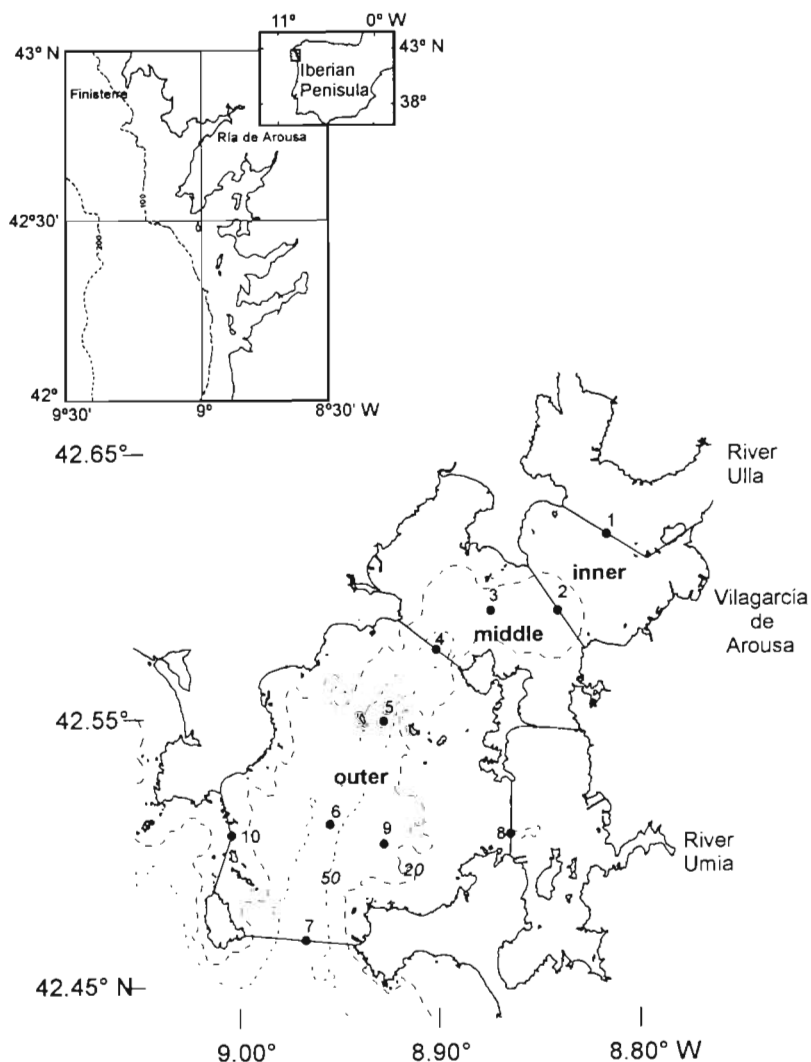 11° 0° W
43° N
Iberian
Penisula
38°
43° N
Finisterre
Ría de Arousa
100
42°30'
200
42°
9°30' 9° 8°30' W
42.65°
River
Ulla
1
inner
2
3
middle
Vilagarcía
de
Arousa
4
42.55°
5
outer
6
9
8
10
River
Umia
50
20
7
42.45° N
9.00° 8.90° 8.80° W